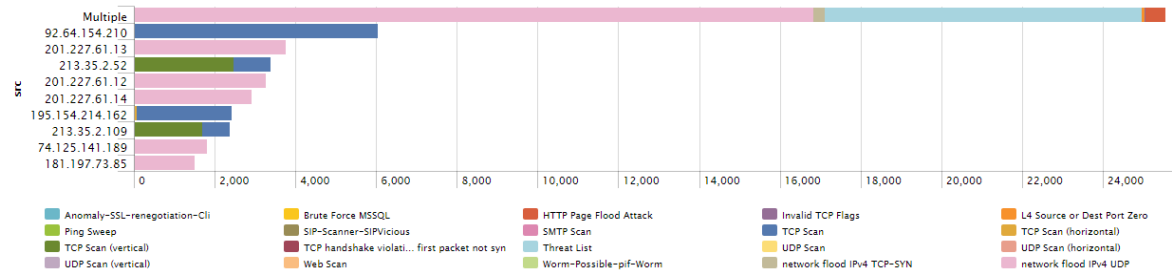 src
Multiple
92.64.154.210
201.227.61.13
213.35.2.52
201.227.61.12
201.227.61.14
195.154.214.162
213.35.2.109
74.125.141.189
181.197.73.85
0 2,000 4,000 6,000 8,000 10,000 12,000 14,000 16,000 18,000 20,000 22,000 24,000
Anomaly-SSL-renegotiation-Cli Brute Force MSSQL HTTP Page Flood Attack Invalid TCP Flags L4 Source or Dest Port Zero
Ping Sweep SIP-Scanner-SIPVicious SMTP Scan TCP Scan TCP Scan (horizontal)
TCP Scan (vertical) TCP handshake violati... first packet not syn Threat List UDP Scan UDP Scan (horizontal)
UDP Scan (vertical) Web Scan Worm-Possible-pif-Worm network flood IPv4 TCP-SYN network flood IPv4 UDP